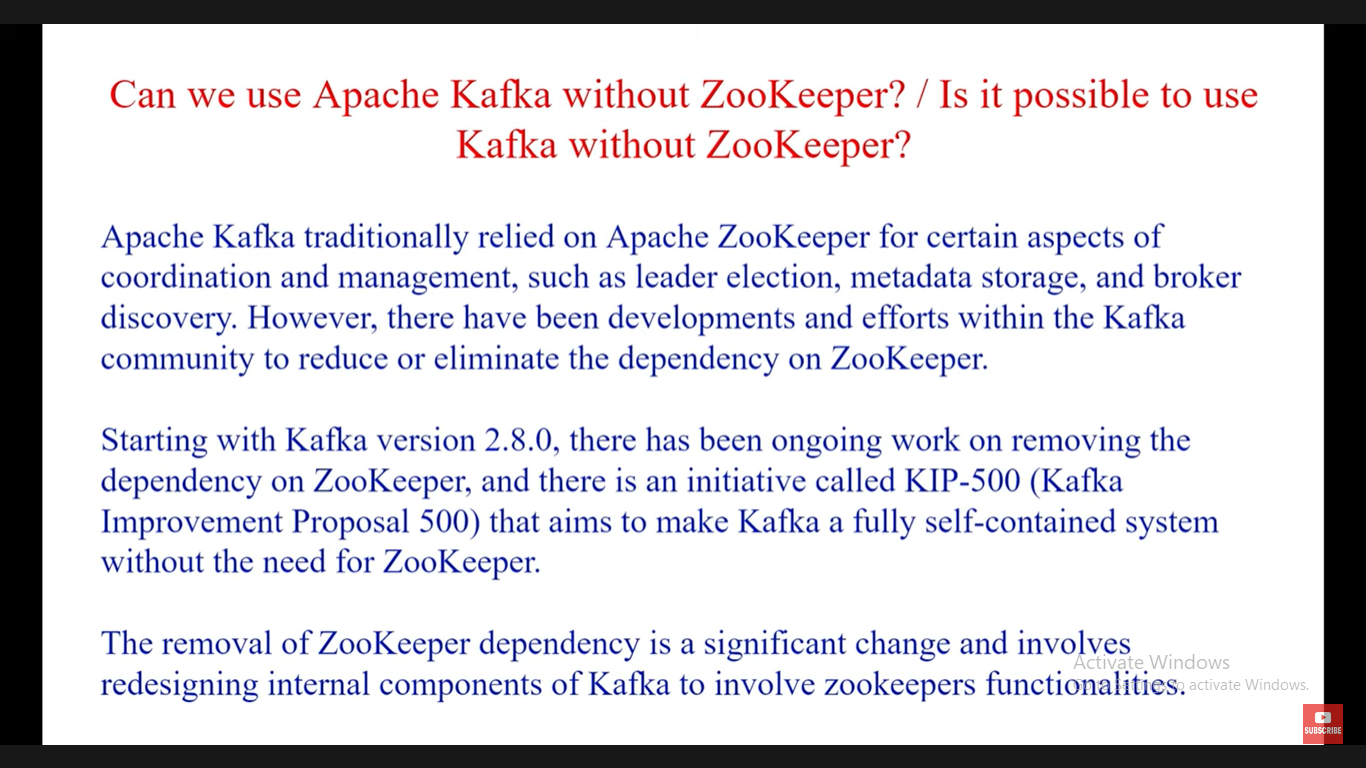 Can we use Apache Kafka without ZooKeeper? / Is it possible to use
Kafka without ZooKeeper?
Apache Kafka traditionally relied on Apache ZooKeeper for certain aspects of
coordination and management, such as leader election, metadata storage, and broker
discovery. However, there have been developments and efforts within the Kafka
community to reduce or eliminate the dependency on ZooKeeper.
Starting with Kafka version 2.8.0, there has been ongoing work on removing the
dependency on ZooKeeper, and there is an initiative called KIP-500 (Kafka
Improvement Proposal 500) that aims to make Kafka a fully self-contained system
without the need for ZooKeeper.
The removal of ZooKeeper dependency is a significant change and involves
redesigning internal components of Kafka to involve zookeepers functionalities.
Activate Windows
Go to Settings to activate Windows.
SUBSCRIBE